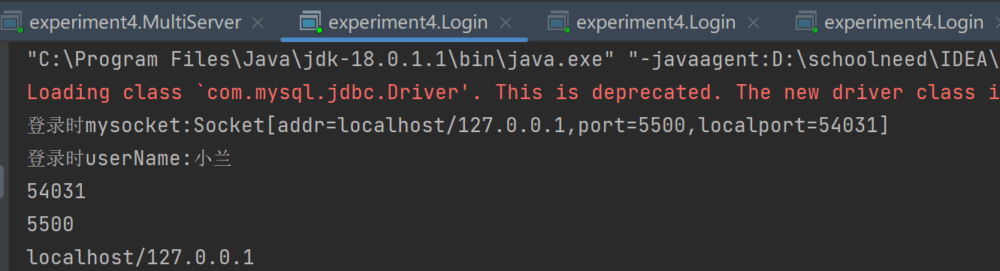 experiment4.MultiServer experiment4.Login experiment4.Login experiment4.Login
"C:\Program Files\Java\jdk-18.0.1.1\bin\java.exe" "-javaagent:D:\schoolneed\IDEA\
Loading class `com.mysql.jdbc.Driver'. This is deprecated. The new driver class i
登录时mysocket:Socket[addr=localhost/127.0.0.1,port=5500,localport=54031]
登录时userName:小兰
54031
5500
localhost/127.0.0.1